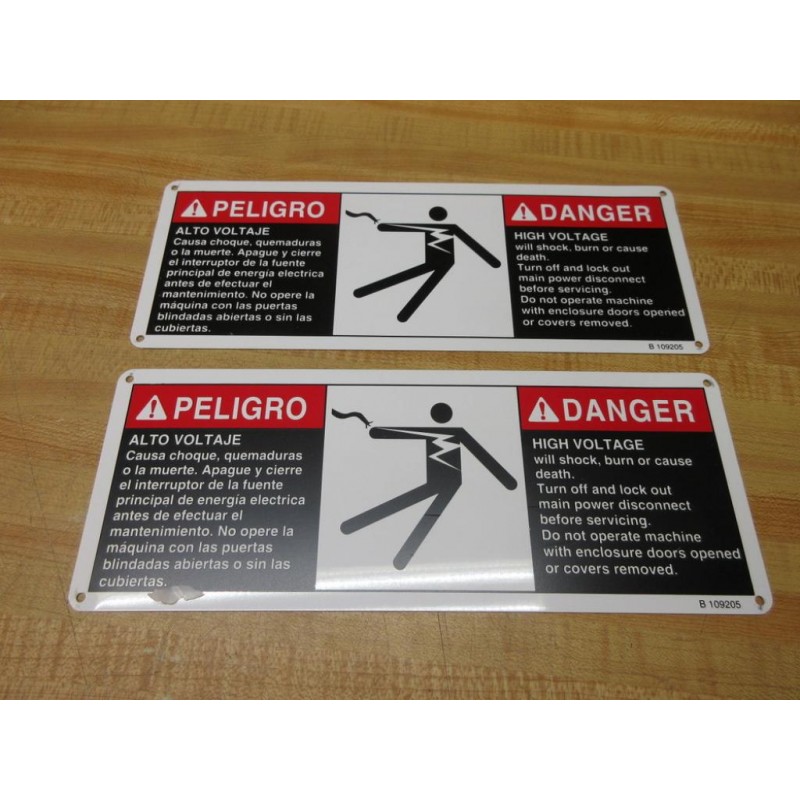 PELIGRO
ALTO VOLTAJE
Causa choque, quemaduras
o la muerte. Apague y cierre
el interruptor de la fuente
principal de energía electrica
antes de efectuar el
mantenimiento. No opere la
máquina con las puertas
blindadas abiertas o sin las
cubiertas.
DANGER
HIGH VOLTAGE
will shock, burn or cause
death.
Turn off and lock out
main power disconnect
before servicing.
Do not operate machine
with enclosure doors opened
or covers removed.
B 109205
PELIGRO
ALTO VOLTAJE
Causa choque, quemaduras
o la muerte. Apague y cierre
el interruptor de la fuente
principal de energía electrica
antes de efectuar el
mantenimiento. No opere la
máquina con las puertas
blindadas abiertas o sin las
cubiertas.
DANGER
HIGH VOLTAGE
will shock, burn or cause
death.
Turn off and lock out
main power disconnect
before servicing.
Do not operate machine
with enclosure doors opened
or covers removed.
B 109205